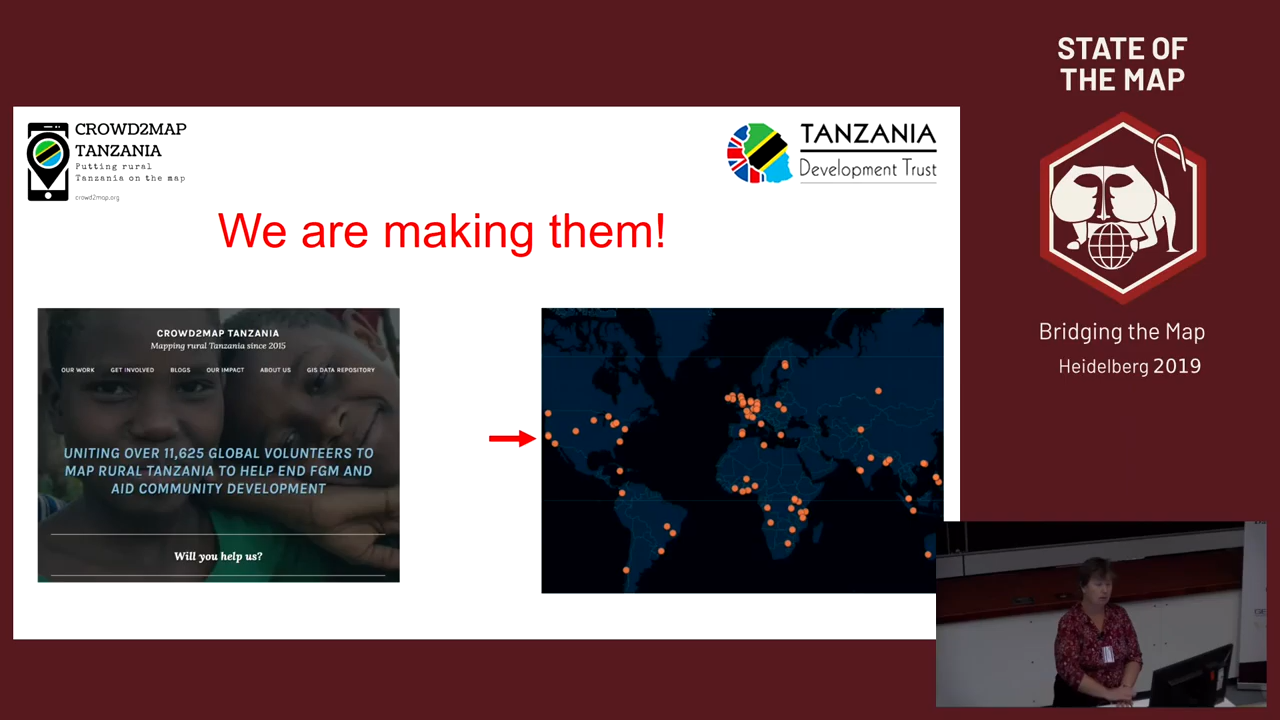 STATE OF
THE MAP
CROWD2MAP
TANZANIA
Putting rural
Tanzania on the map
crowd2map.org
TANZANIA
Development Trust
We are making them!
CROWD2MAP TANZANIA
Mapping rural Tanzania since 2015
OUR WORK GET INVOLVED BLOGS OUR IMPACT ABOUT US GIS DATA REPOSITORY
UNITING OVER 11,625 GLOBAL VOLUNTEERS TO
MAP RURAL TANZANIA TO HELP END FGM AND
AID COMMUNITY DEVELOPMENT
Will you help us?
Bridging the Map
Heidelberg 2019